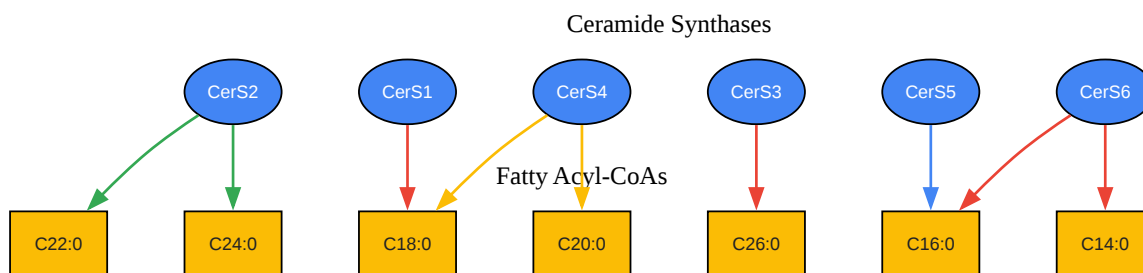 Ceramide Synthases
CerS2 CerS1 CerS4 CerS3 CerS5 CerS6
Fatty Acyl-CoAs
C22:0 C24:0 C18:0 C20:0 C26:0 C16:0 C14:0